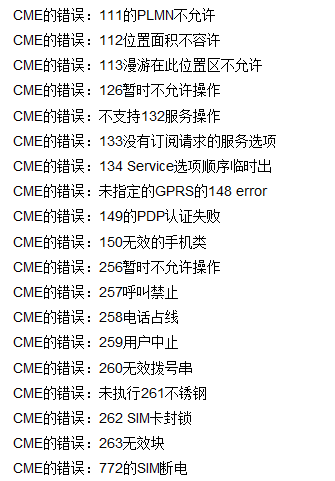 CME的错误：111的PLMN不允许
CME的错误：112位置面积不容许
CME的错误：113漫游在此位置区不允许
CME的错误：126暂时不允许操作
CME的错误：不支持132服务操作
CME的错误：133没有订阅请求的服务选项
CME的错误：134 Service选项顺序临时出
CME的错误：未指定的GPRS的148 error
CME的错误：149的PDP认证失败
CME的错误：150无效的手机类
CME的错误：256暂时不允许操作
CME的错误：257呼叫禁止
CME的错误：258电话占线
CME的错误：259用户中止
CME的错误：260无效拨号串
CME的错误：未执行261不锈钢
CME的错误：262 SIM卡封锁
CME的错误：263无效块
CME的错误：772的SIM断电